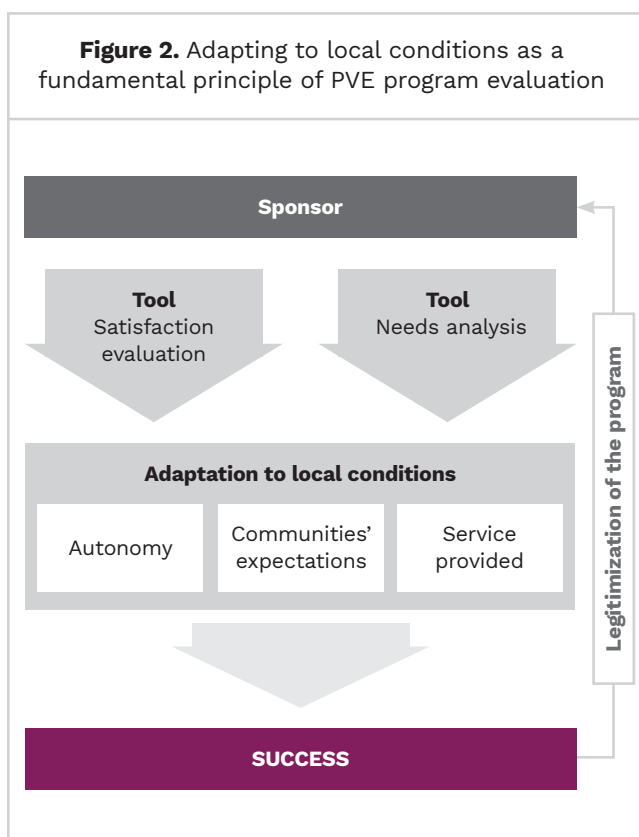 Figure 2. Adapting to local conditions as a
fundamental principle of PVE program evaluation
Sponsor
Tool
Satisfaction
evaluation
Tool
Needs analysis
Adaptation to local conditions
Autonomy
Communities’
expectations
Service
provided
SUCCESS
Legitimization of the program